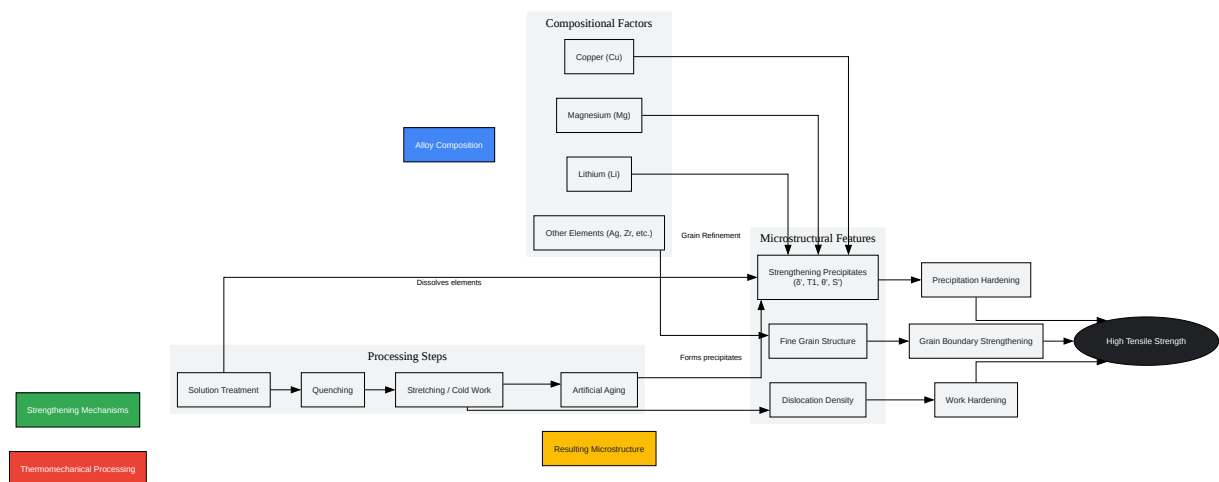 Compositional Factors
Copper (Cu)
Magnesium (Mg)
Alloy Composition
Lithium (Li)
Other Elements (Ag, Zr, etc.)
Grain Refinement
Microstructural Features
Strengthening Precipitates
(δ', T1, θ', S')
Precipitation Hardening
Dissolves elements
Fine Grain Structure
Grain Boundary Strengthening
High Tensile Strength
Processing Steps
Forms precipitates
Solution Treatment
Quenching
Stretching / Cold Work
Artificial Aging
Dislocation Density
Work Hardening
Strengthening Mechanisms
Resulting Microstructure
Thermomechanical Processing